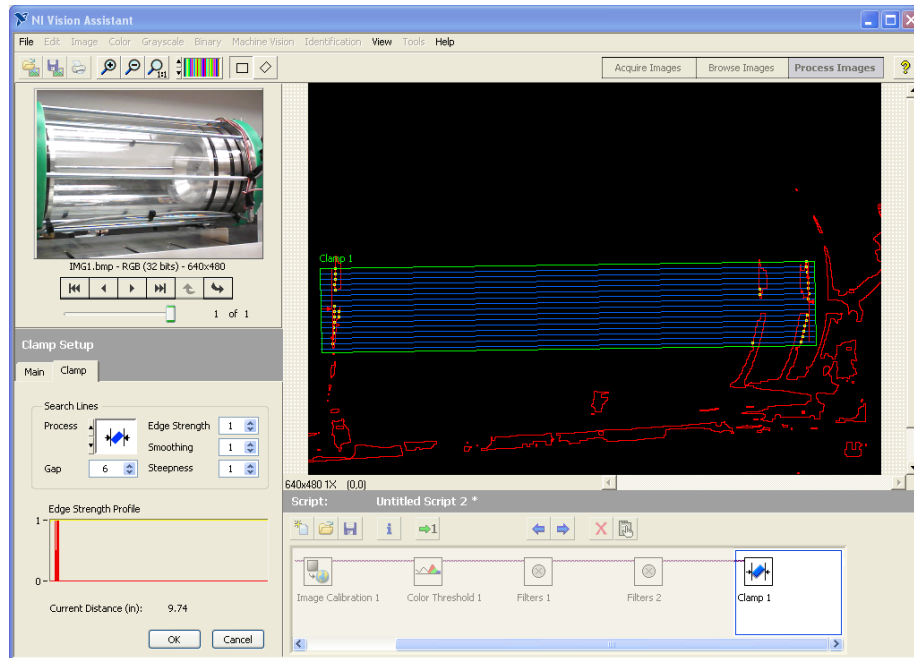 NI Vision Assistant
File Edit Image Color Grayscale Binary Machine Vision Identification View Tools Help
1:1
Acquire Images Browse Images Process Images ?
IMG1.bmp - RGB (32 bits) - 640x480
1 of 1
Clamp 1
Clamp Setup
Main Clamp
Search Lines
Process
Edge Strength 1
Smoothing 1
Gap 6 Steepness 1
Edge Strength Profile
1
0
Current Distance (in): 9.74
OK Cancel
640x480 1X (0,0)
Script: Untitled Script 2 *
i
1
X
Image Calibration 1 Color Threshold 1 Filters 1 Filters 2 Clamp 1